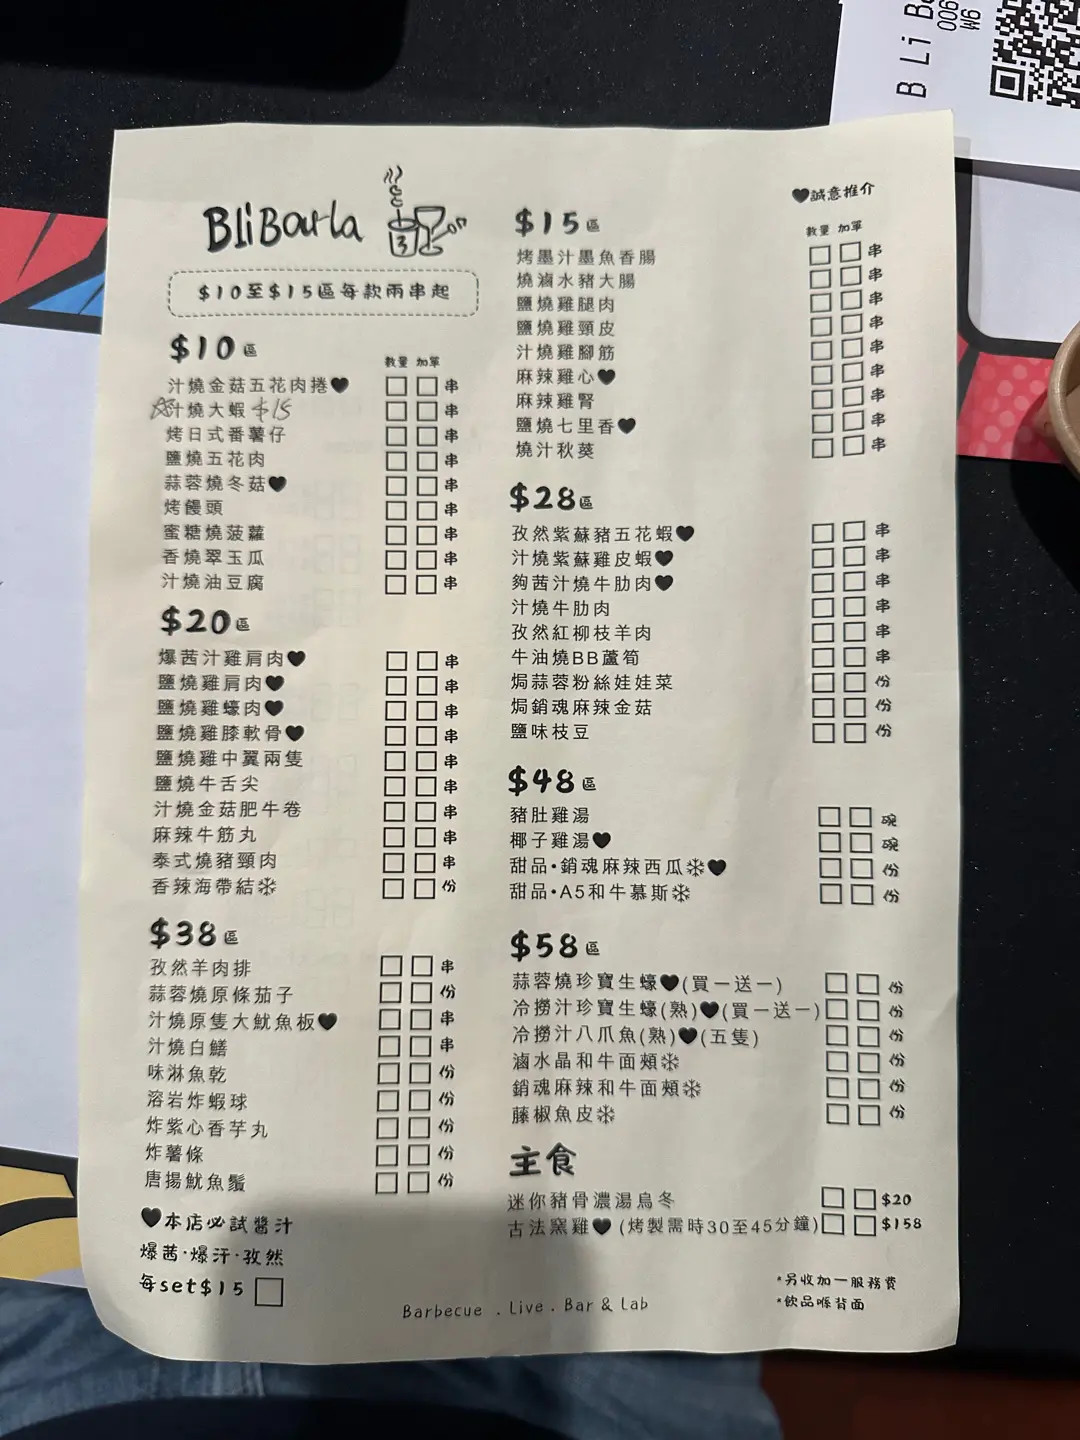 B Li Ba
006
M6
BliBarla
$10至$15區每款兩串起
$10區
數量 加單
汁燒金菇五花肉捲♥ 串
☆汁燒大蝦 $15 串
烤日式番薯仔 串
鹽燒五花肉 串
蒜蓉燒冬菇♥ 串
烤饅頭 串
蜜糖燒菠蘿 串
香燒翠玉瓜 串
汁燒油豆腐 串
$20區
爆茜汁雞肩肉♥ 串
鹽燒雞肩肉♥ 串
鹽燒雞蠔肉♥ 串
鹽燒雞膝軟骨♥ 串
鹽燒雞中翼兩隻 串
鹽燒牛舌尖 串
汁燒金菇肥牛卷 串
麻辣牛筋丸 串
泰式燒豬頸肉 串
香辣海帶結❄ 份
$38區
孜然羊肉排 串
蒜蓉燒原條茄子 份
汁燒原隻大魷魚板♥ 串
汁燒白鱔 串
味淋魚乾 份
溶岩炸蝦球 份
炸紫心香芋丸 份
炸薯條 份
唐揚魷魚鬚 份
♥本店必試醬汁
爆茜·爆汗·孜然
每set$15
♥誠意推介
$15區
數量 加單
烤墨汁墨魚香腸 串
燒滷水豬大腸 串
鹽燒雞腿肉 串
鹽燒雞頸皮 串
汁燒雞腳筋 串
麻辣雞心♥ 串
麻辣雞腎 串
鹽燒七里香♥ 串
燒汁秋葵 串
$28區
孜然紫蘇豬五花蝦♥ 串
汁燒紫蘇雞皮蝦♥ 串
夠茜汁燒牛肋肉♥ 串
汁燒牛肋肉 串
孜然紅柳枝羊肉 串
牛油燒BB蘆筍 串
焗蒜蓉粉絲娃娃菜 份
焗銷魂麻辣金菇 份
鹽味枝豆 份
$48區
豬肚雞湯 碗
椰子雞湯♥ 碗
甜品•銷魂麻辣西瓜❄♥ 份
甜品•A5和牛慕斯❄ 份
$58區
蒜蓉燒珍寶生蠔♥(買一送一) 份
冷撈汁珍寶生蠔(熟)♥(買一送一) 份
冷撈汁八爪魚(熟)♥(五隻) 份
滷水晶和牛面頰❄ 份
銷魂麻辣和牛面頰❄ 份
藤椒魚皮❄ 份
主食
迷你豬骨濃湯烏冬 $20
古法窯雞♥(烤製需時30至45分鐘) $158
*另收加一服務費
*飲品喺背面
Barbecue . Live . Bar & Lab